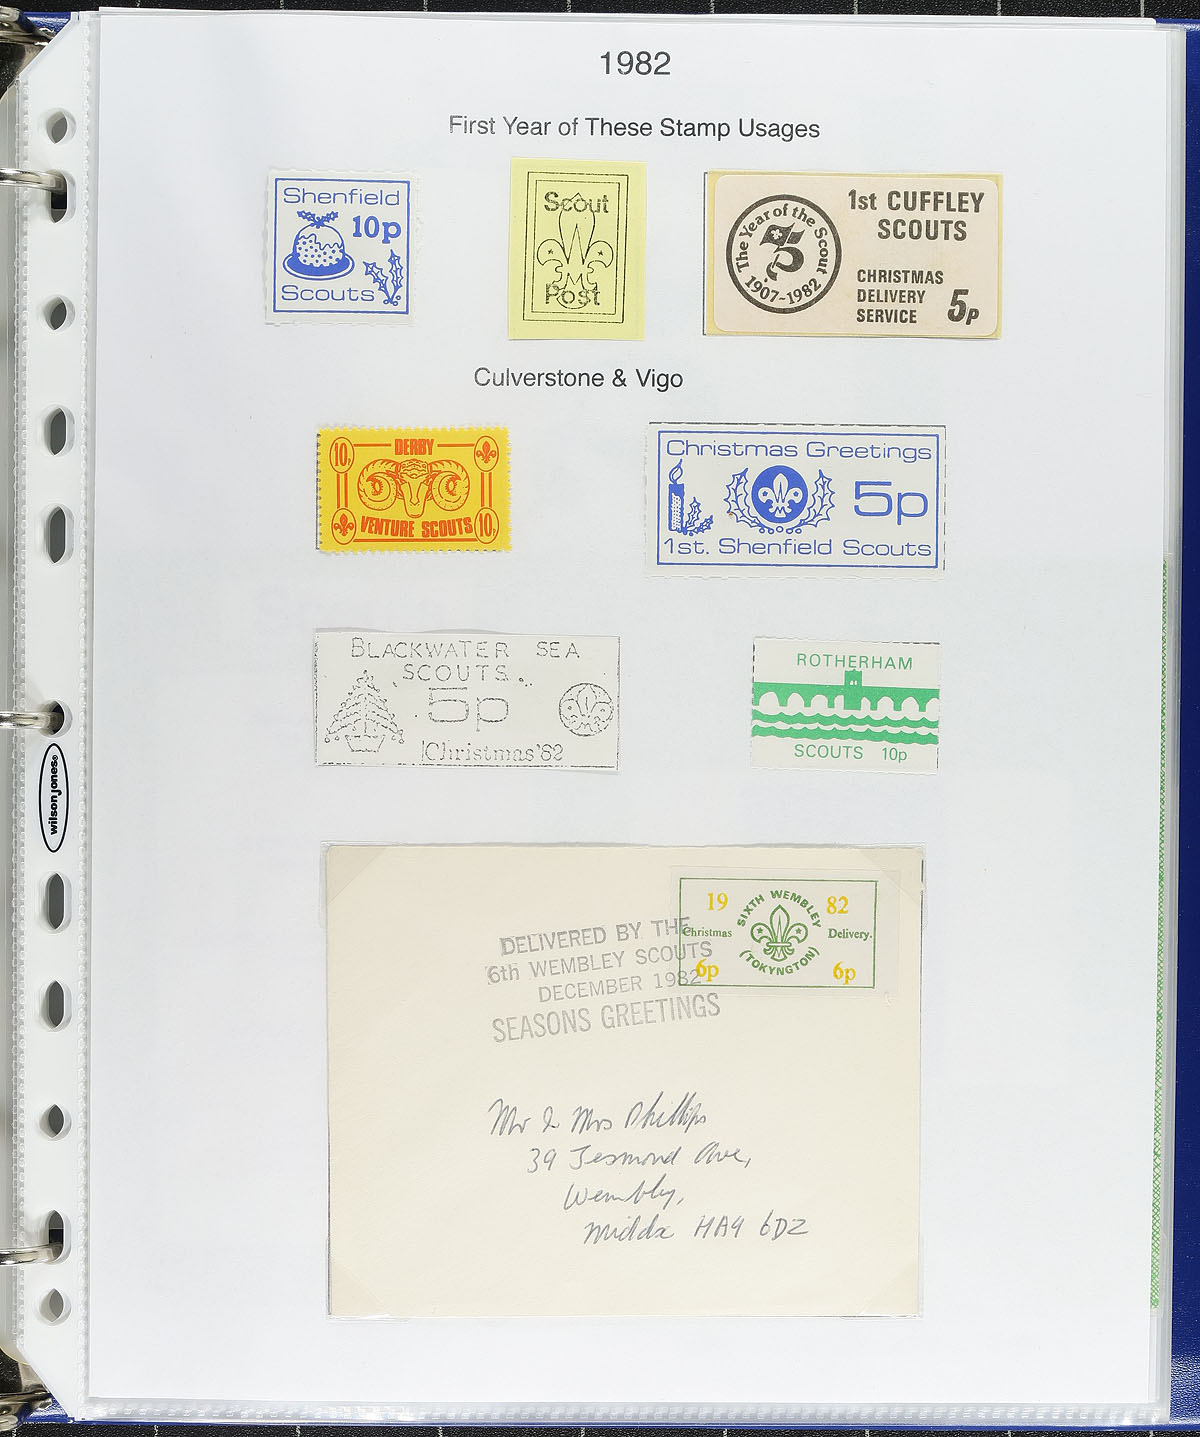 1982
First Year of These Stamp Usages
Shenfield
10p
Scouts
Scout
Post
The Year of the Scout
75
1907-1982
1st CUFFLEY
SCOUTS
CHRISTMAS
DELIVERY
SERVICE
5p
Culverstone & Vigo
10p
DERBY
VENTURE SCOUTS
10p
Christmas Greetings
5p
1st. Shenfield Scouts
BLACKWATER SEA
SCOUTS.
5p
Christmas '82
ROTHERHAM
SCOUTS 10p
wilson jones®
19 82
SIXTH WEMBLEY
Christmas Delivery.
(TOKYNGTON)
6p 6p
DELIVERED BY THE
6th WEMBLEY SCOUTS
DECEMBER 1982
SEASONS GREETINGS
Mr & Mrs Phillips
39 Jesmond Ave,
Wembley,
Middx HA9 6DZ